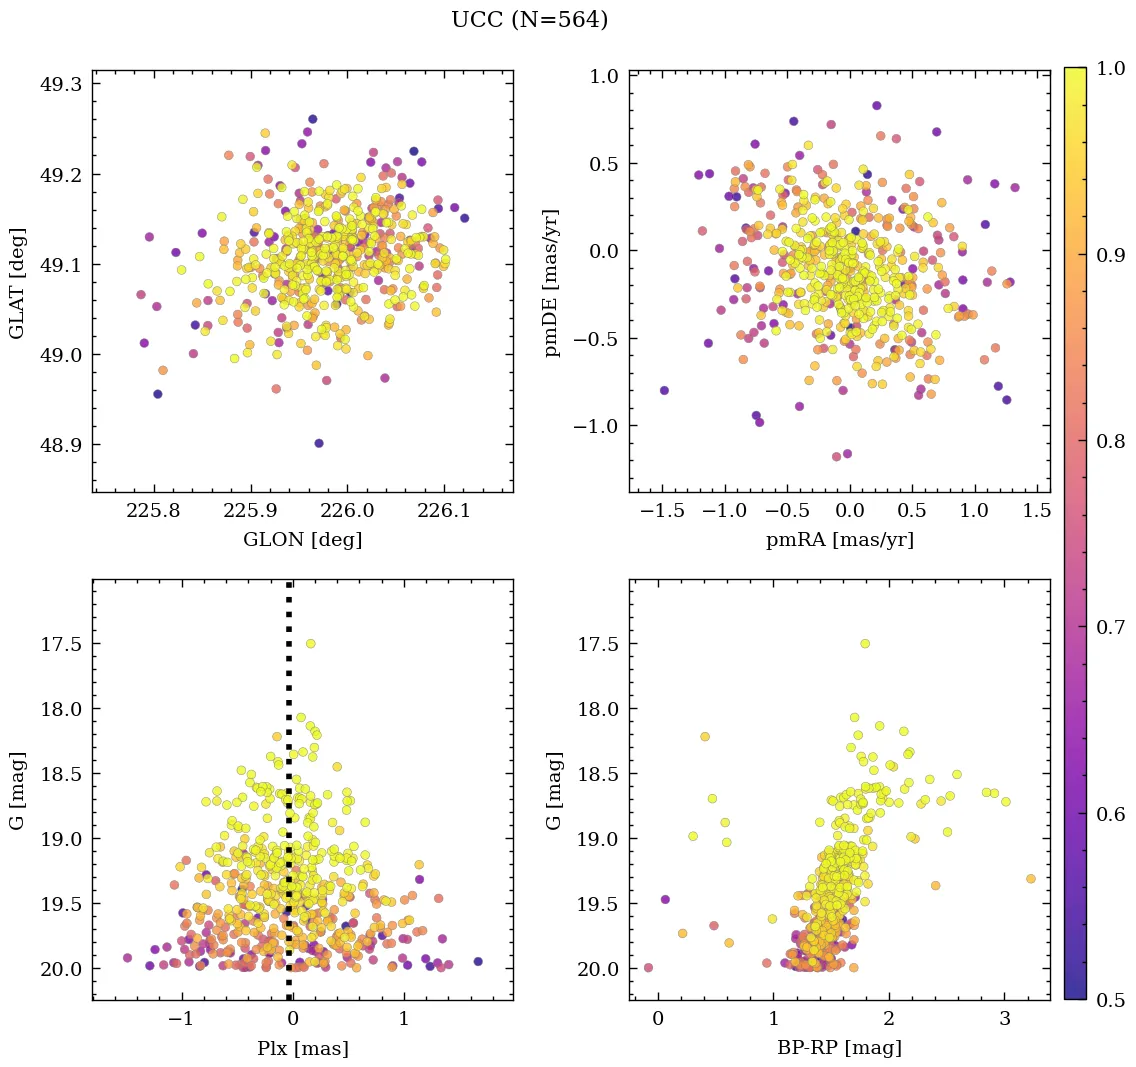 UCC (N=564)
49.3
49.2
49.1
49.0
48.9
GLAT [deg]
225.8 225.9 226.0 226.1
GLON [deg]
1.0
0.5
0.0
−0.5
−1.0
pmDE [mas/yr]
−1.5 −1.0 −0.5 0.0 0.5 1.0 1.5
pmRA [mas/yr]
17.5
18.0
18.5
19.0
19.5
20.0
G [mag]
−1 0 1
Plx [mas]
17.5
18.0
18.5
19.0
19.5
20.0
G [mag]
0 1 2 3
BP-RP [mag]
1.0
0.9
0.8
0.7
0.6
0.5